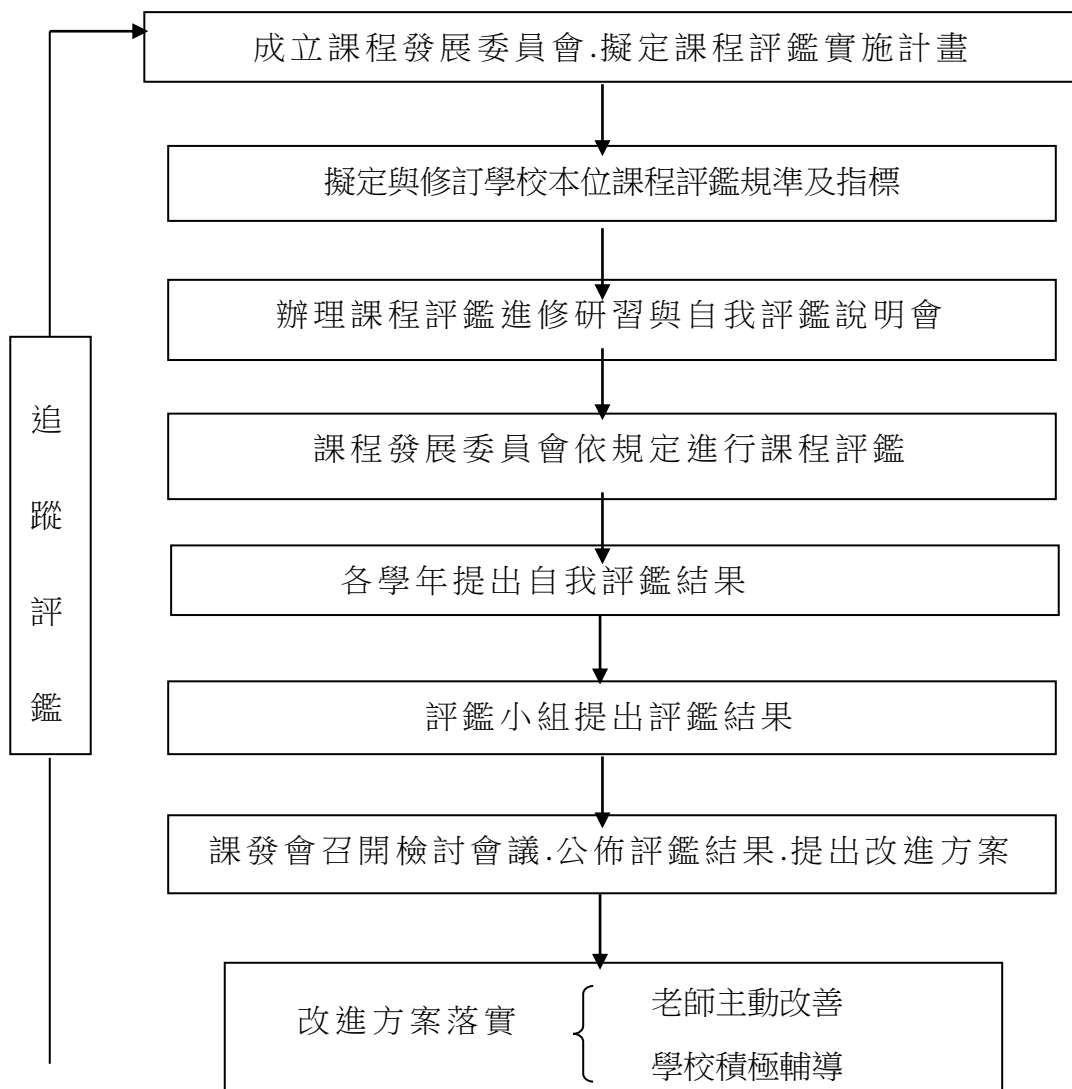 成立課程發展委員會.擬定課程評鑑實施計畫
擬定與修訂學校本位課程評鑑規準及指標
辦理課程評鑑進修研習與自我評鑑說明會
課程發展委員會依規定進行課程評鑑
各學年提出自我評鑑結果
評鑑小組提出評鑑結果
課發會召開檢討會議.公佈評鑑結果.提出改進方案
改進方案落實
老師主動改善
學校積極輔導
追蹤評鑑